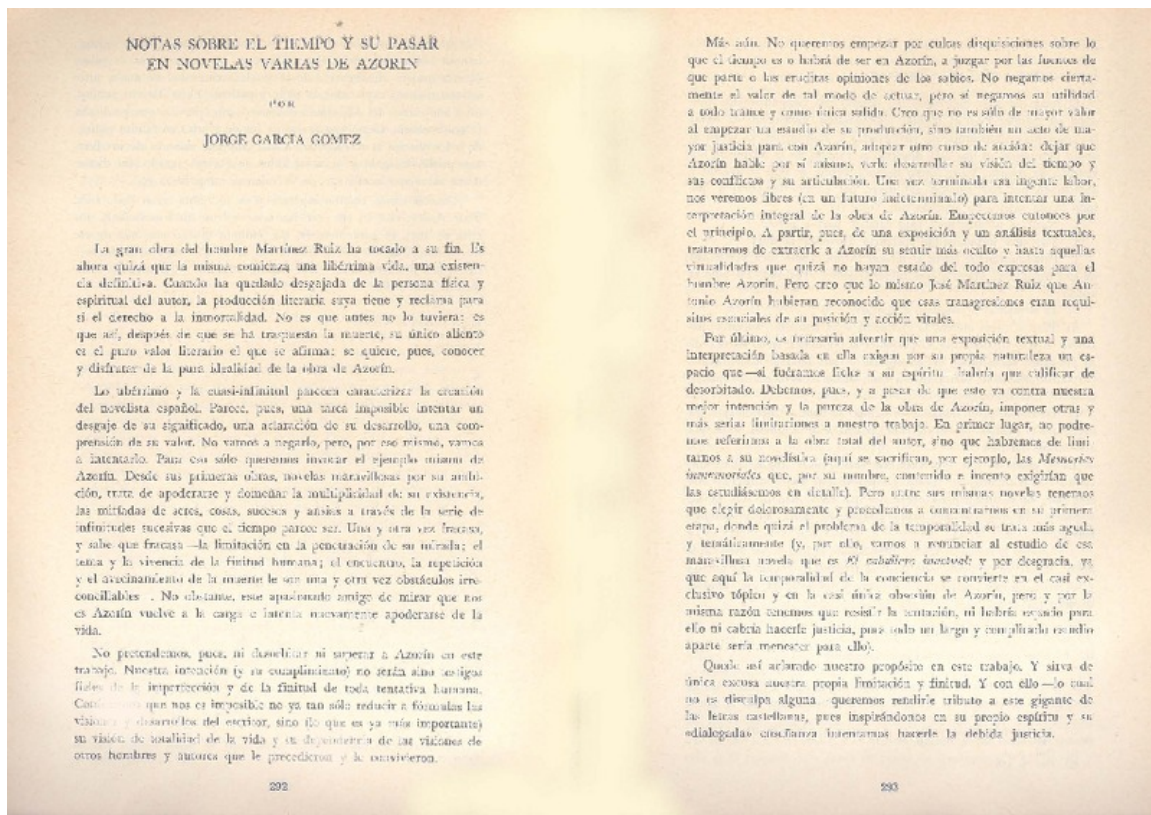 NOTAS SOBRE EL TIEMPO Y SU PASAR
EN NOVELAS VARIAS DE AZORIN
POR
JORGE GARCIA GOMEZ
La gran obra del hombre Martínez Ruiz ha tocado a su fin. Es
ahora quizá que la misma comienza una libérrima vida, una existen-
cia definitiva. Cuando ha quedado desgajada de la persona física y
espiritual del autor, la producción literaria suya tiene y reclama para
sí el derecho a la inmortalidad. No es que antes no lo tuviera: es
que así, después de que se ha traspuesto la muerte, su único aliento
es el puro valor literario el que se afirma: se quiere, pues, conocer
y disfrutar de la pura idealidad de la obra de Azorín.
Lo ubérrimo y la cuasi-infinitud parecen caracterizar la creación
del novelista español. Parece, pues, una tarea imposible intentar un
desguje de su significado, una aclaración de su desarrollo, una com-
prensión de su valor. No vamos a negarlo, pero, por eso mismo, vamos
a intentarlo. Para eso sólo queremos invocar el ejemplo mismo de
Azorín. Desde sus primeras obras, novelas maravillosas por su ambi-
ción, trata de apoderarse y domeñar la multiplicidad de su existencia,
las miríadas de seres, cosas, sucesos y ansias a través de la serie de
infinitudes sucesivas que el tiempo parece ser. Una y otra vez fracasa,
y sabe que fracasa —la limitación en la penetración de su mirada; el
tema y la vivencia de la finitud humana; el encuentro, la repetición
y el avecinamiento de la muerte le son una y otra vez obstáculos irre-
conciliables . No obstante, este apasionado amigo de mirar que nos
es Azorín vuelve a la carga e intenta nuevamente apoderarse de la
vida.
No pretendemos, pues, ni desorbitar ni superar a Azorín en este
trabajo. Nuestra intención (y su cumplimiento) no serán sino testigos
fieles de la imperfección y de la finitud de toda tentativa humana.
que nos es imposible no ya tan sólo reducir a fórmulas las
visiones y desarrollos del escritor, sino (lo que es ya más importante)
su visión de totalidad de la vida y su dependencia de las visiones de
otros hombres y autores que le precedieron y le convivieron.
292
Más aún. No queremos empezar por cultas disquisiciones sobre lo
que el tiempo es o habrá de ser en Azorín, a juzgar por las fuentes de
que parte o las eruditas opiniones de los sabios. No negamos cierta-
mente el valor de tal modo de actuar, pero sí negamos su utilidad
a todo trance y como única salida. Creo que no es sólo de mayor valor
al empezar un estudio de su producción, sino también un acto de ma-
yor justicia para con Azorín, adoptar otro curso de acción: dejar que
Azorín hable por sí mismo, verle desarrollar su visión del tiempo y
sus conflictos y su articulación. Una vez terminada esa ingente labor,
nos veremos libres (en un futuro indeterminado) para intentar una in-
terpretación integral de la obra de Azorín. Empecemos entonces por
el principio. A partir, pues, de una exposición y un análisis textuales,
trataremos de extraerle a Azorín su sentir más oculto y hasta aquellas
virtualidades que quizá no hayan estado del todo expresas para el
hombre Azorín. Pero creo que lo mismo José Martínez Ruiz que An-
tonio Azorín hubieran reconocido que esas transgresiones eran requi-
sitos esenciales de su posición y acción vitales.
Por último, es necesario advertir que una exposición textual y una
interpretación basada en ella exigen por su propia naturaleza un es-
pacio que —si fuéramos fieles a su espíritu habría que calificar de
desorbitado. Debemos, pues, y a pesar de que esto va contra nuestra
mejor intención y la pureza de la obra de Azorín, imponer otras y
más serias limitaciones a nuestro trabajo. En primer lugar, no podre-
mos referirnos a la obra total del autor, sino que habremos de limi-
tarnos a su novelística (aquí se sacrifican, por ejemplo, las Memorias
inmemoriales que, por su nombre, contenido e intento exigirían que
las estudiásemos en detalle). Pero entre sus mismas novelas tenemos
que elegir dolorosamente y procedemos a concentrarnos en su primera
etapa, donde quizá el problema de la temporalidad se trata más aguda
y temáticamente (y, por ello, vamos a renunciar al estudio de esa
maravillosa novela que es El caballero inactual; y por desgracia, ya
que aquí la temporalidad de la conciencia se convierte en el casi ex-
clusivo tópico y en la casi única obsesión de Azorín, pero y por la
misma razón tenemos que resistir la tentación, ni habría espacio para
ello ni cabría hacerle justicia, pues todo un largo y complicado estudio
aparte sería menester para ello).
Quede así aclarado nuestro propósito en este trabajo. Y sirva de
única excusa nuestra propia limitación y finitud. Y con ello —lo cual
no es disculpa alguna queremos rendirle tributo a este gigante de
las letras castellanas, pues inspirándonos en su propio espíritu y su
«dialogada» enseñanza intentamos hacerle la debida justicia.
293